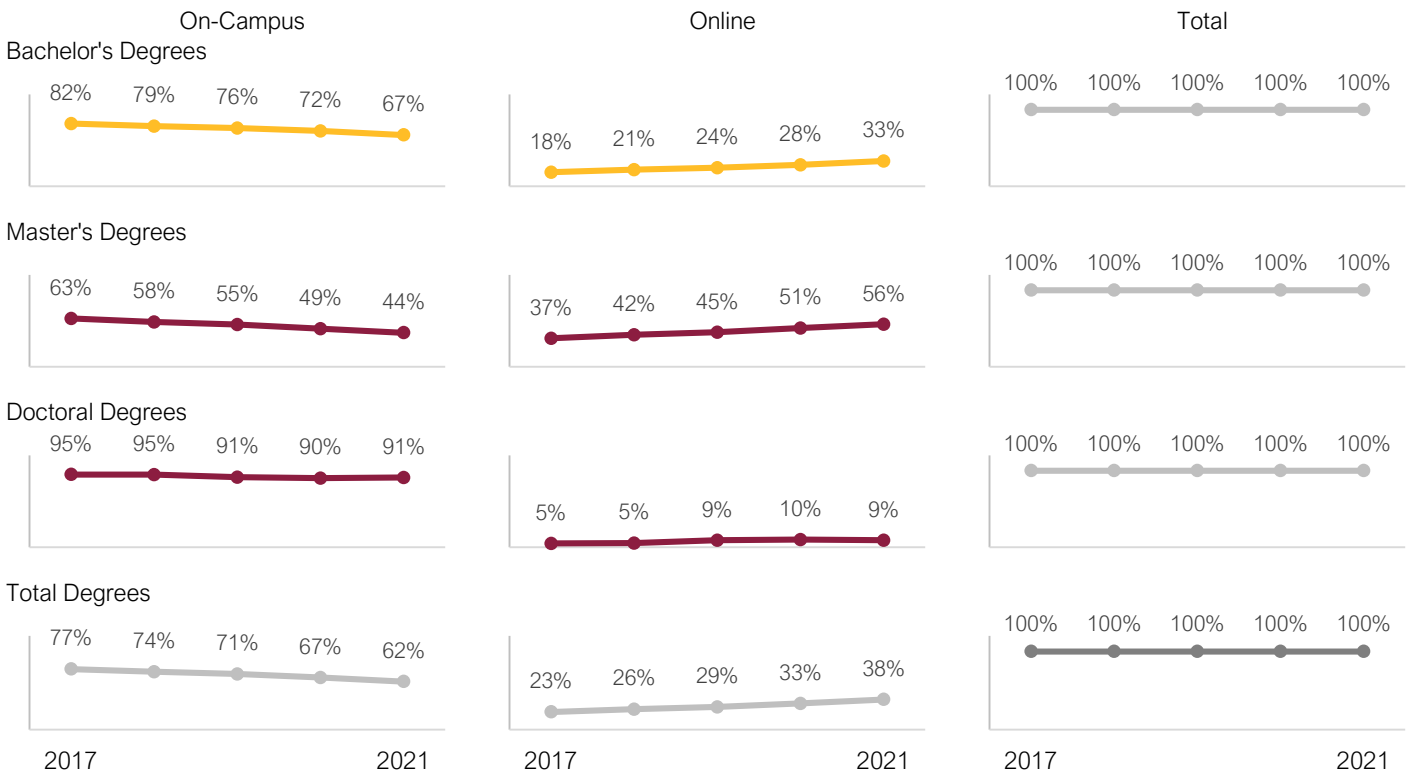 On-Campus Online Total
Bachelor's Degrees
82% 79% 76% 72% 67%
18% 21% 24% 28% 33%
100% 100% 100% 100% 100%
Master's Degrees
63% 58% 55% 49% 44%
37% 42% 45% 51% 56%
100% 100% 100% 100% 100%
Doctoral Degrees
95% 95% 91% 90% 91%
5% 5% 9% 10% 9%
100% 100% 100% 100% 100%
Total Degrees
77% 74% 71% 67% 62%
23% 26% 29% 33% 38%
100% 100% 100% 100% 100%
2017 2021 2017 2021 2017 2021